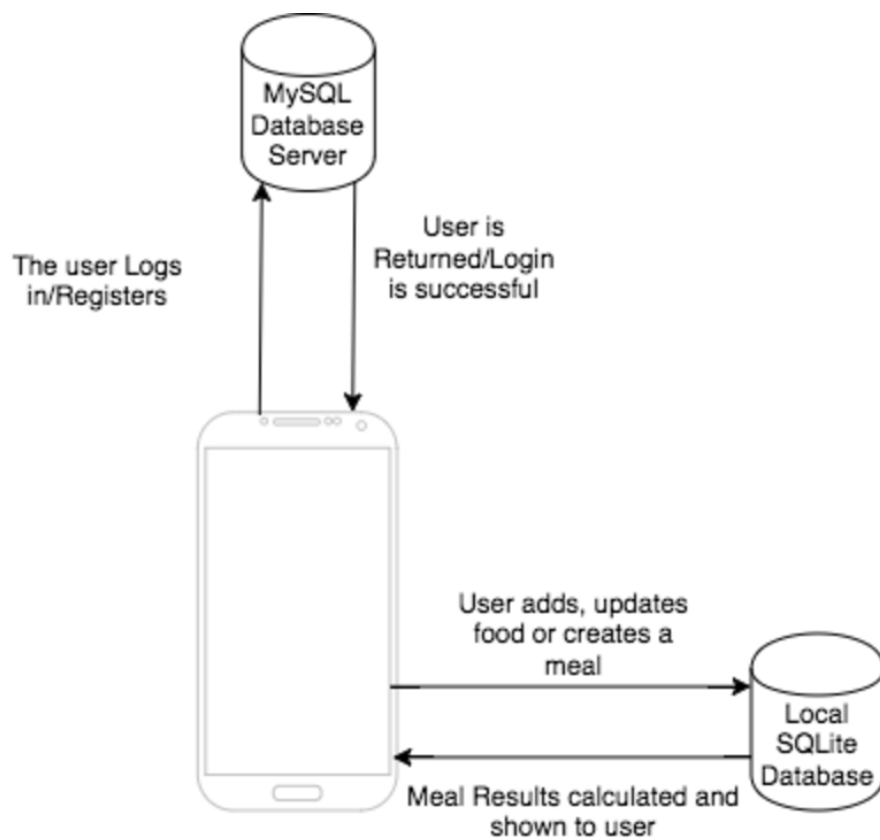 MySQL
Database
Server
The user Logs
in/Registers
User is
Returned/Login
is successful
User adds, updates
food or creates a
meal
Local
SQLite
Database
Meal Results calculated and
shown to user